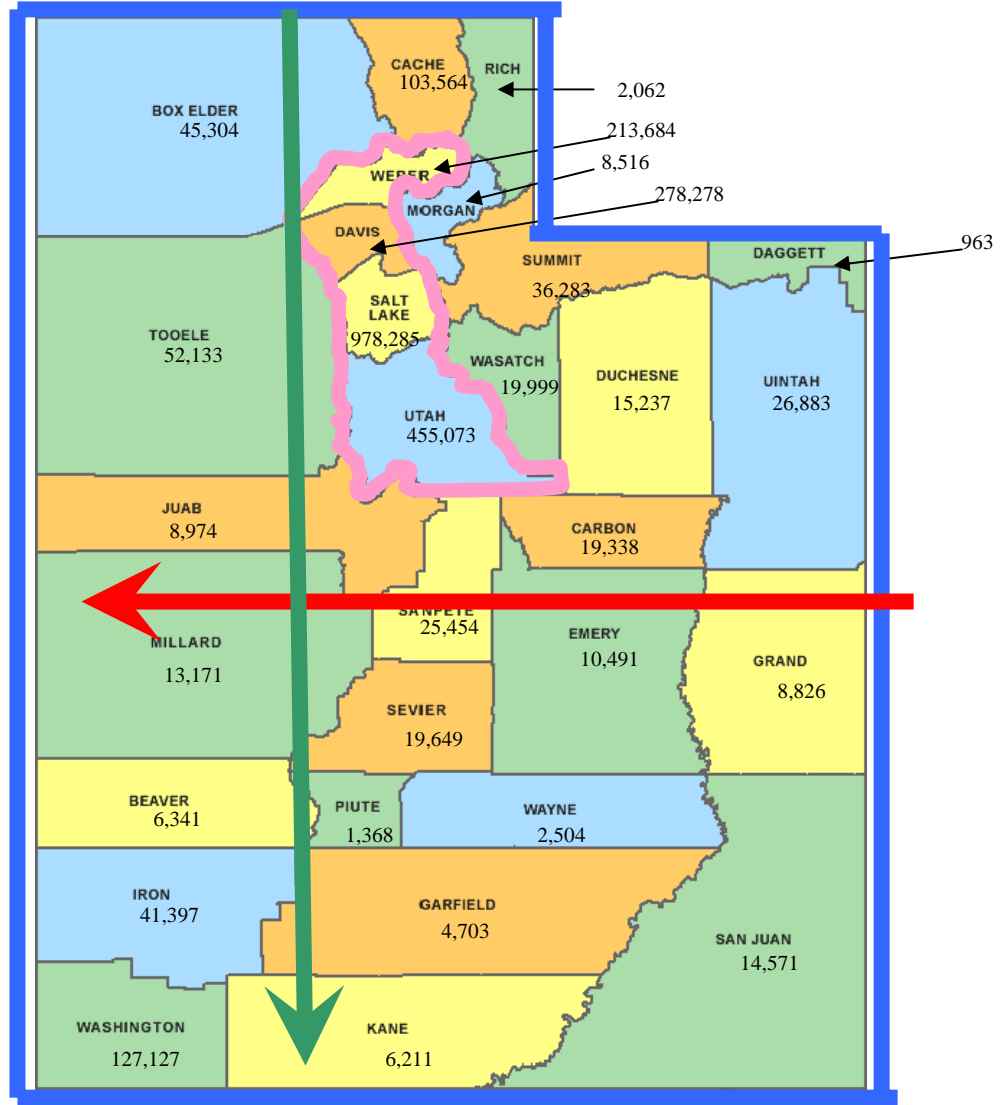 CACHE
103,564
RICH
2,062
BOX ELDER
45,304
213,684
WEBER
8,516
MORGAN
278,278
DAVIS
963
DAGGETT
SUMMIT
36,283
SALT
LAKE
978,285
TOOELE
52,133
WASATCH
19,999
DUCHESNE
15,237
UINTAH
26,883
UTAH
455,073
JUAB
8,974
CARBON
19,338
SANPETE
25,454
EMERY
10,491
MILLARD
13,171
GRAND
8,826
SEVIER
19,649
BEAVER
6,341
PIUTE
1,368
WAYNE
2,504
IRON
41,397
GARFIELD
4,703
SAN JUAN
14,571
WASHINGTON
127,127
KANE
6,211